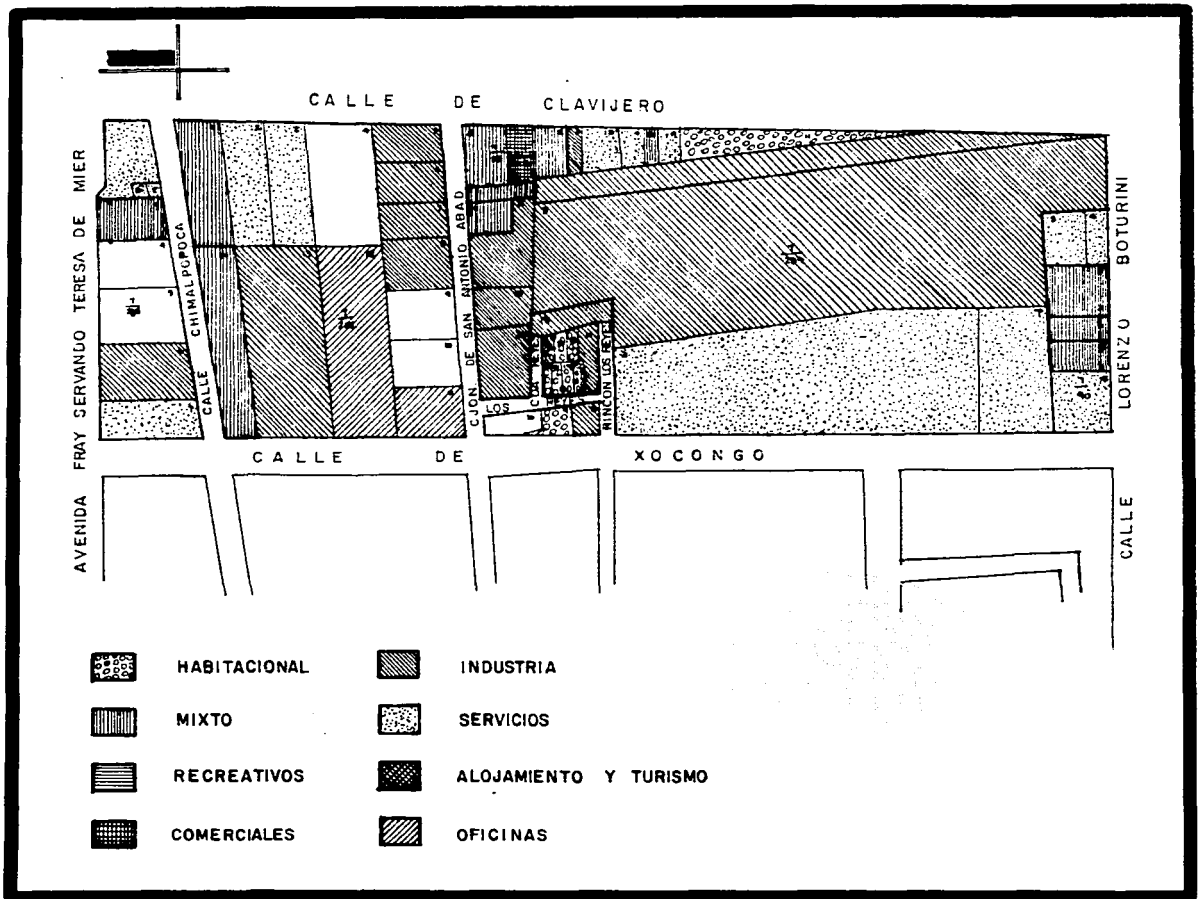 CALLE DE CLAVIJERO
AVENIDA FRAY SERVANDO TERESA DE MIER
CALLE CHIMALPOPOCA
CJON DE SAN ANTONIO ABAD
LOS
RINCON LOS REYES
CALLE LORENZO BOTURINI
CALLE DE XOCONGO
HABITACIONAL
INDUSTRIA
MIXTO
SERVICIOS
RECREATIVOS
ALOJAMIENTO Y TURISMO
COMERCIALES
OFICINAS